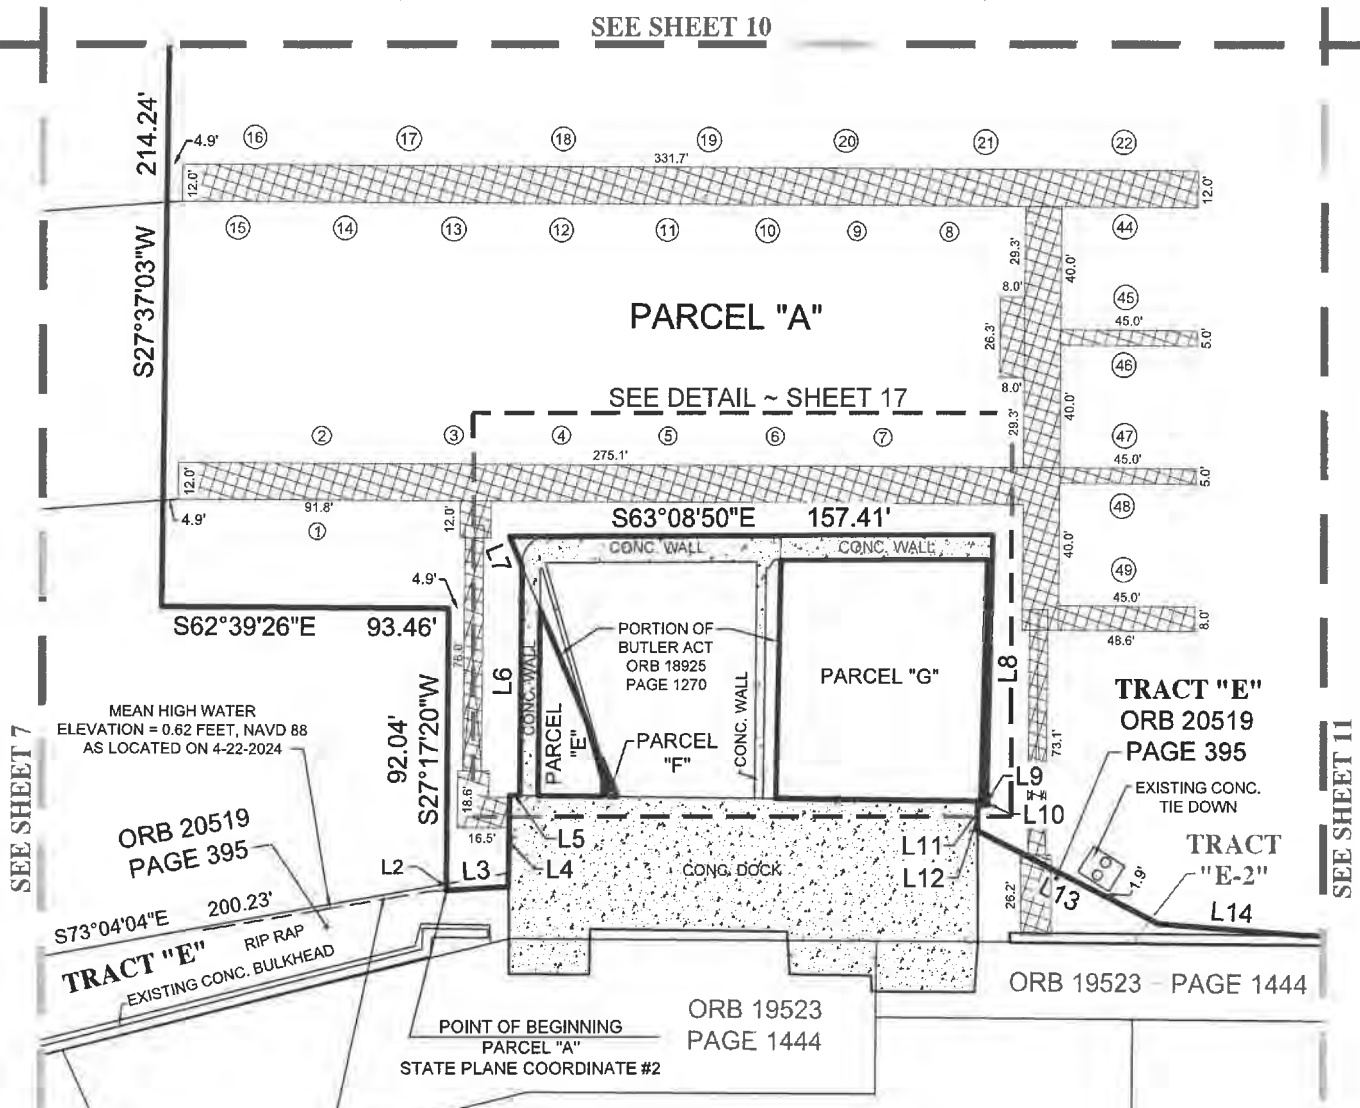 SEE SHEET 10
214.24'
4.9'
16
17
18
19
20
21
22
331.7'
12.0'
12.0'
15
14
13
12
11
10
9
8
44
S27°37'03"W
29.3'
40.0'
8.0'
45
45.0'
PARCEL "A"
26.3'
5.0'
46
8.0'
SEE DETAIL ~ SHEET 17
40.0'
29.3'
2
3
4
5
6
7
47
275.1'
45.0'
12.0'
5.0'
91.8'
12.0'
48
4.9'
1
S63°08'50"E 157.41'
40.0'
L7
CONC. WALL
CONC. WALL
49
4.9'
45.0'
8.0'
S62°39'26"E 93.46'
48.6'
PORTION OF
BUTLER ACT
ORB 18925
PAGE 1270
76.0'
L6
CONC. WALL
CONC. WALL
PARCEL "G"
L8
TRACT "E"
ORB 20519
PAGE 395
73.1'
MEAN HIGH WATER
ELEVATION = 0.62 FEET, NAVD 88
AS LOCATED ON 4-22-2024
92.04'
S27°17'20"W
PARCEL
"E"
PARCEL
"F"
SEE SHEET 7
SEE SHEET 11
L9
L10
EXISTING CONC.
TIE DOWN
18.6'
16.5'
ORB 20519
PAGE 395
L5
L4
L3
L2
L11
L12
CONC. DOCK
TRACT
"E-2"
1.9'
L13
L14
26.2'
S73°04'04"E 200.23'
TRACT "E"
RIP RAP
EXISTING CONC. BULKHEAD
ORB 19523 PAGE 1444
ORB 19523
PAGE 1444
POINT OF BEGINNING
PARCEL "A"
STATE PLANE COORDINATE #2